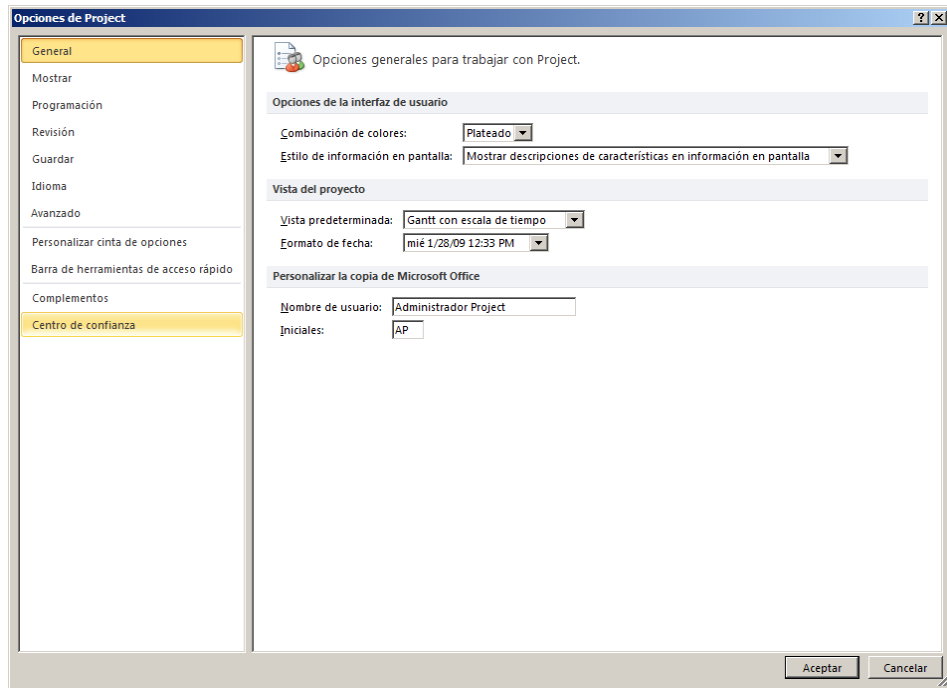 Opciones de Project
General
Mostrar
Programación
Revisión
Guardar
Idioma
Avanzado
Personalizar cinta de opciones
Barra de herramientas de acceso rápido
Complementos
Centro de confianza
Opciones generales para trabajar con Project.
Opciones de la interfaz de usuario
Combinación de colores: Plateado
Estilo de información en pantalla: Mostrar descripciones de características en información en pantalla
Vista del proyecto
Vista predeterminada: Gantt con escala de tiempo
Formato de fecha: mié 1/28/09 12:33 PM
Personalizar la copia de Microsoft Office
Nombre de usuario: Administrador Project
Iniciales: AP
Aceptar Cancelar